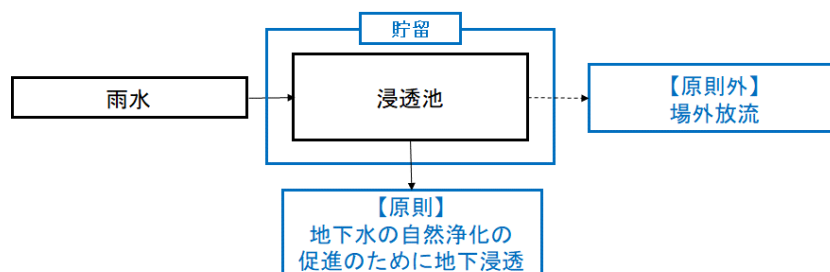 貯留
雨水
浸透池
【原則外】
場外放流
【原則】
地下水の自然浄化の
促進のために地下浸透